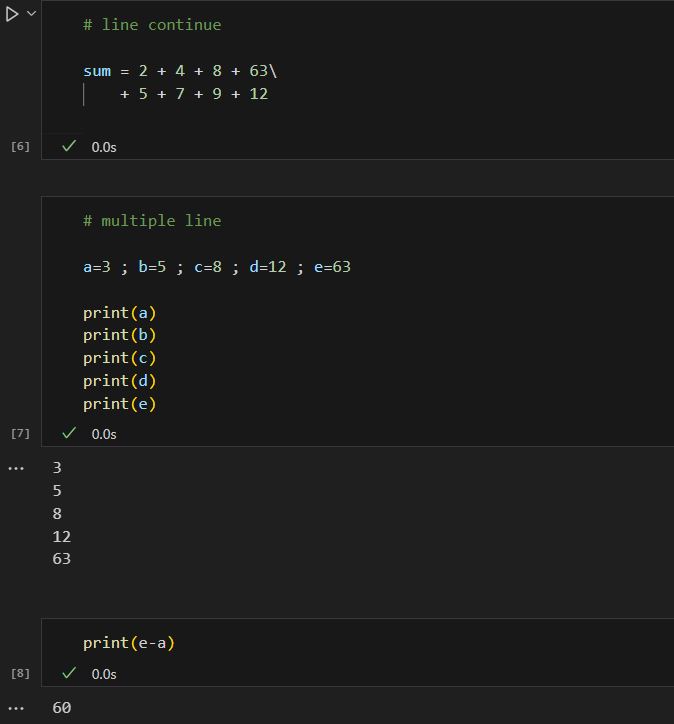 # line continue
sum = 2 + 4 + 8 + 63\
+ 5 + 7 + 9 + 12
[6] 0.0s
# multiple line
a=3 ; b=5 ; c=8 ; d=12 ; e=63
print(a)
print(b)
print(c)
print(d)
print(e)
[7] 0.0s
... 3
5
8
12
63
print(e-a)
[8] 0.0s
... 60